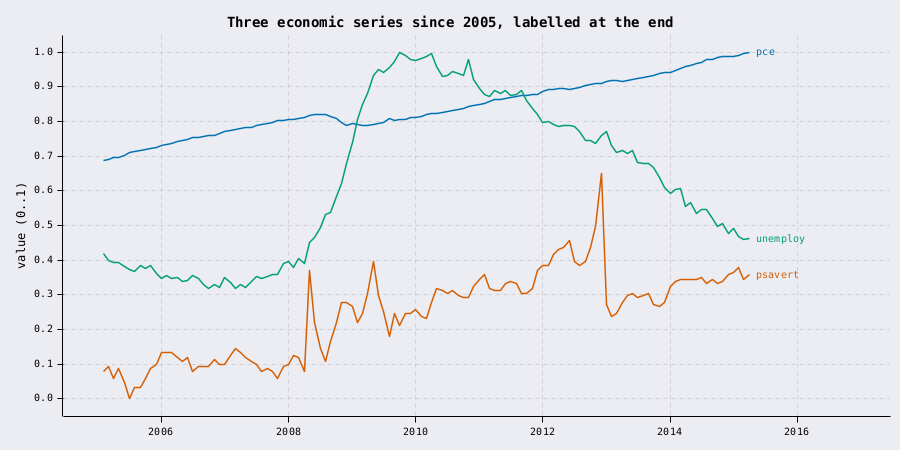 Three economic series since 2005, labelled at the end
value (0..1)
1.0
0.9
0.8
0.7
0.6
0.5
0.4
0.3
0.2
0.1
0.0
2006 2008 2010 2012 2014 2016
pce
unemploy
psavert